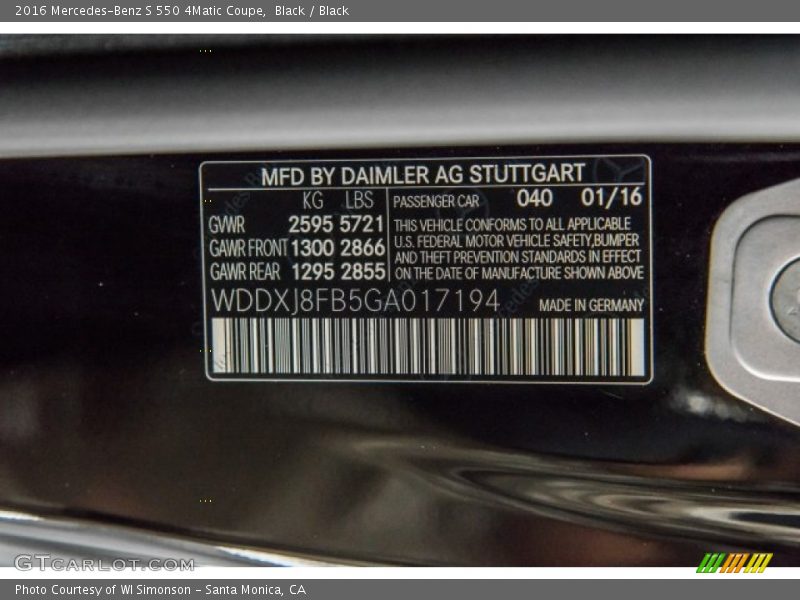 2016 Mercedes-Benz S 550 4Matic Coupe,  Black / Black
MFD BY DAIMLER AG STUTTGART
KG LBS
GVWR 2595 5721
GAWR FRONT 1300 2866
GAWR REAR 1295 2855
PASSENGER CAR 040 01/16
THIS VEHICLE CONFORMS TO ALL APPLICABLE
U.S. FEDERAL MOTOR VEHICLE SAFETY,BUMPER
AND THEFT PREVENTION STANDARDS IN EFFECT
ON THE DATE OF MANUFACTURE SHOWN ABOVE
WDDXJ8FB5GA017194 MADE IN GERMANY
GTCARLOT.COM
Photo Courtesy of WI Simonson - Santa Monica, CA